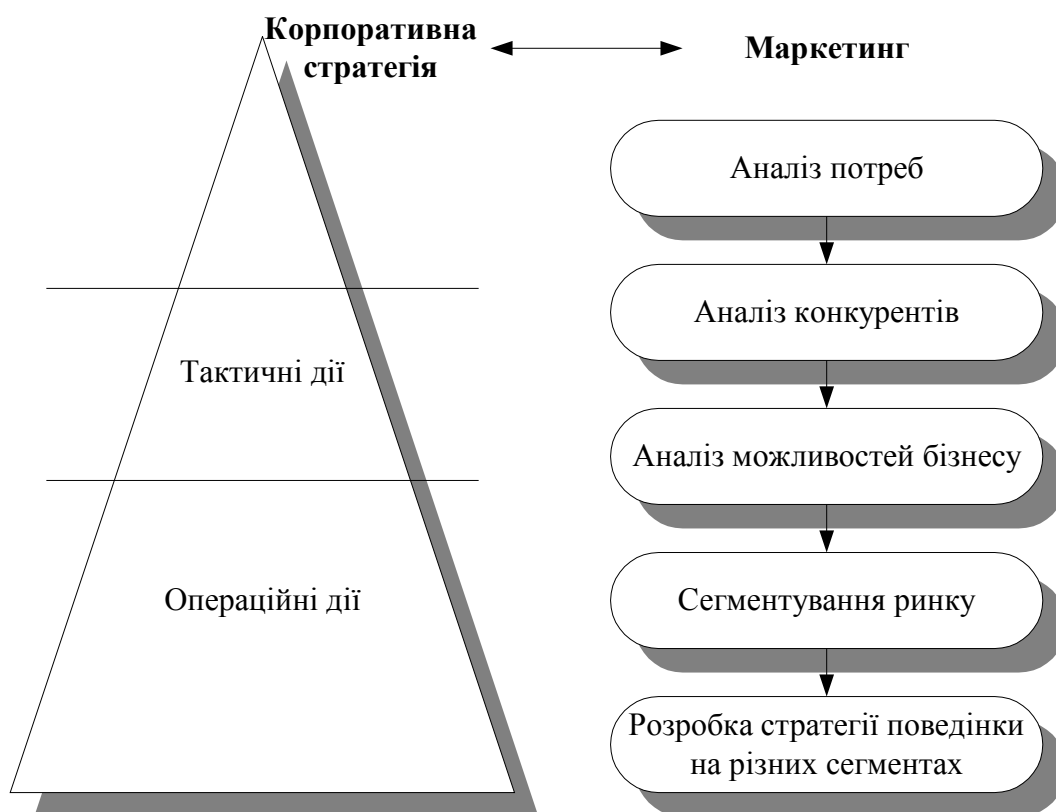 Корпоративна
стратегія
Маркетинг
Аналіз потреб
Аналіз конкурентів
Тактичні дії
Аналіз можливостей бізнесу
Операційні дії
Сегментування ринку
Розробка стратегії поведінки
на різних сегментах